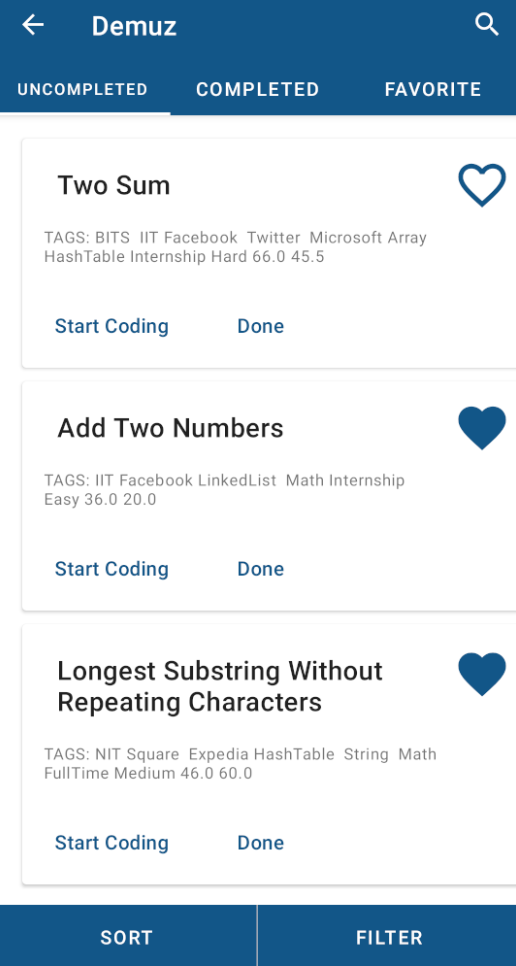 Demuz
UNCOMPLETED COMPLETED FAVORITE
Two Sum
TAGS: BITS IIT Facebook Twitter Microsoft Array
HashTable Internship Hard 66.0 45.5
Start Coding Done
Add Two Numbers
TAGS: IIT Facebook LinkedList Math Internship
Easy 36.0 20.0
Start Coding Done
Longest Substring Without
Repeating Characters
TAGS: NIT Square Expedia HashTable String Math
FullTime Medium 46.0 60.0
Start Coding Done
SORT FILTER